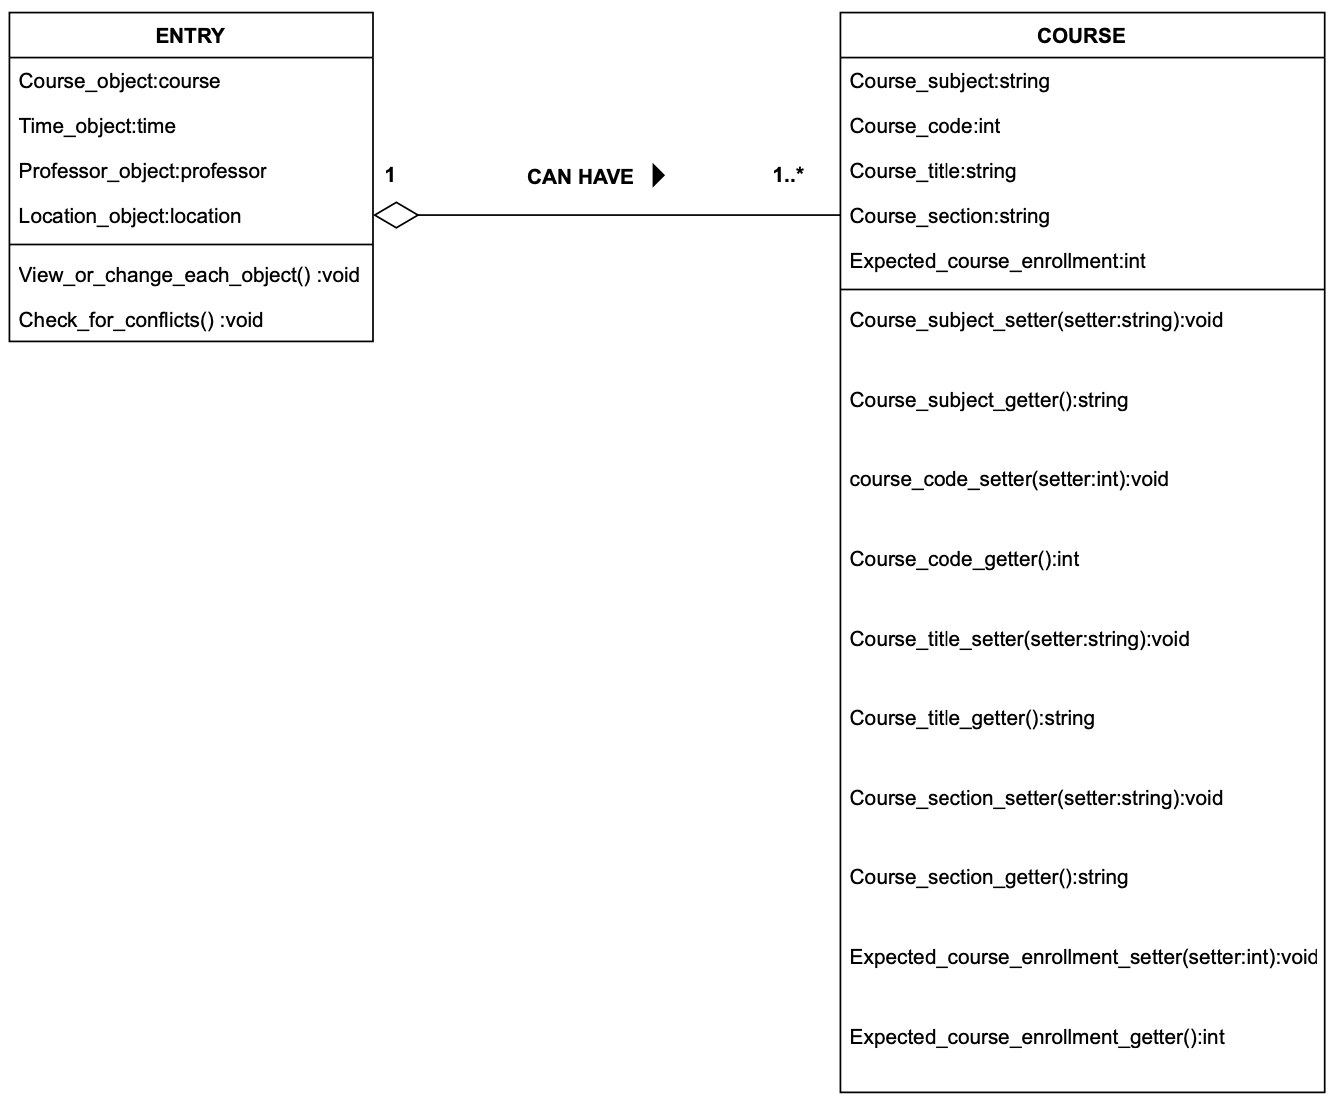 ENTRY
Course_object:course
Time_object:time
Professor_object:professor
Location_object:location
View_or_change_each_object() :void
Check_for_conflicts() :void
1
CAN HAVE
1..*
COURSE
Course_subject:string
Course_code:int
Course_title:string
Course_section:string
Expected_course_enrollment:int
Course_subject_setter(setter:string):void
Course_subject_getter():string
course_code_setter(setter:int):void
Course_code_getter():int
Course_title_setter(setter:string):void
Course_title_getter():string
Course_section_setter(setter:string):void
Course_section_getter():string
Expected_course_enrollment_setter(setter:int):void
Expected_course_enrollment_getter():int